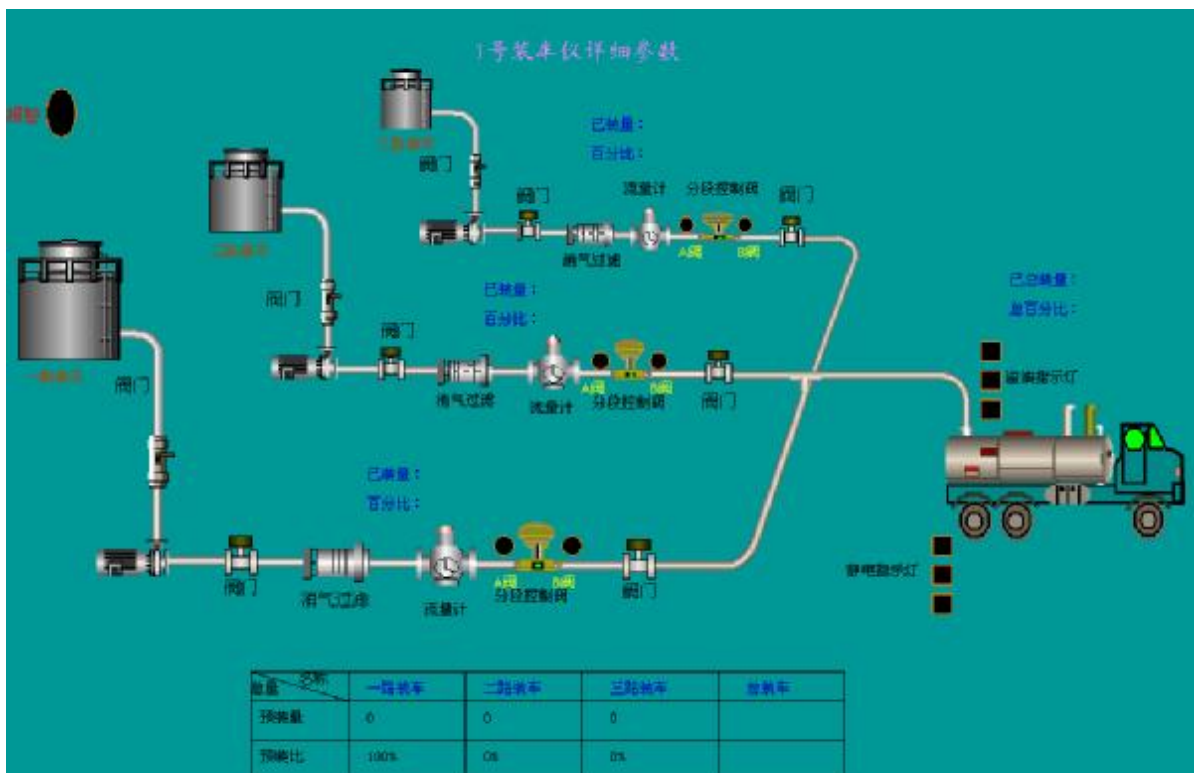 1号装车仪详细参数
已装量：
百分比：
阀门
阀门
流量计
分段控制阀
阀门
消气过滤
A阀
B阀
已装量：
百分比：
已总装量：
总百分比：
阀门
阀门
消气过滤
流量计
A阀
分段控制阀
B阀
阀门
溢油指示灯
阀门
已装量：
百分比：
静电指示灯
阀门
消气过滤
流量计
A阀
分段控制阀
B阀
阀门
名称
数量
一路装车
二路装车
三路装车
总装车
预装量
0
0
0
预装比
100%
0%
0%